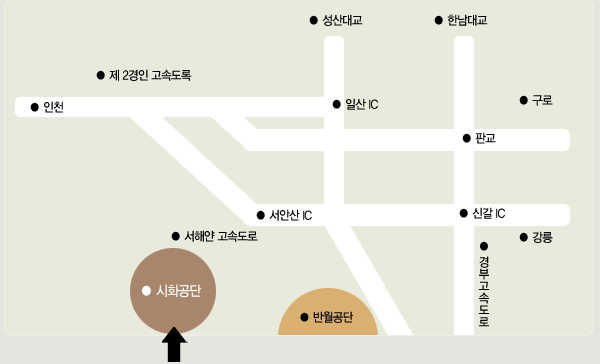 성산대교
한남대교
제 2경인 고속도록
인천
일산 IC
구로
판교
서안산 IC
신갈 IC
서해얀 고속도로
강릉
경부고속도로
시화공단
반월공단